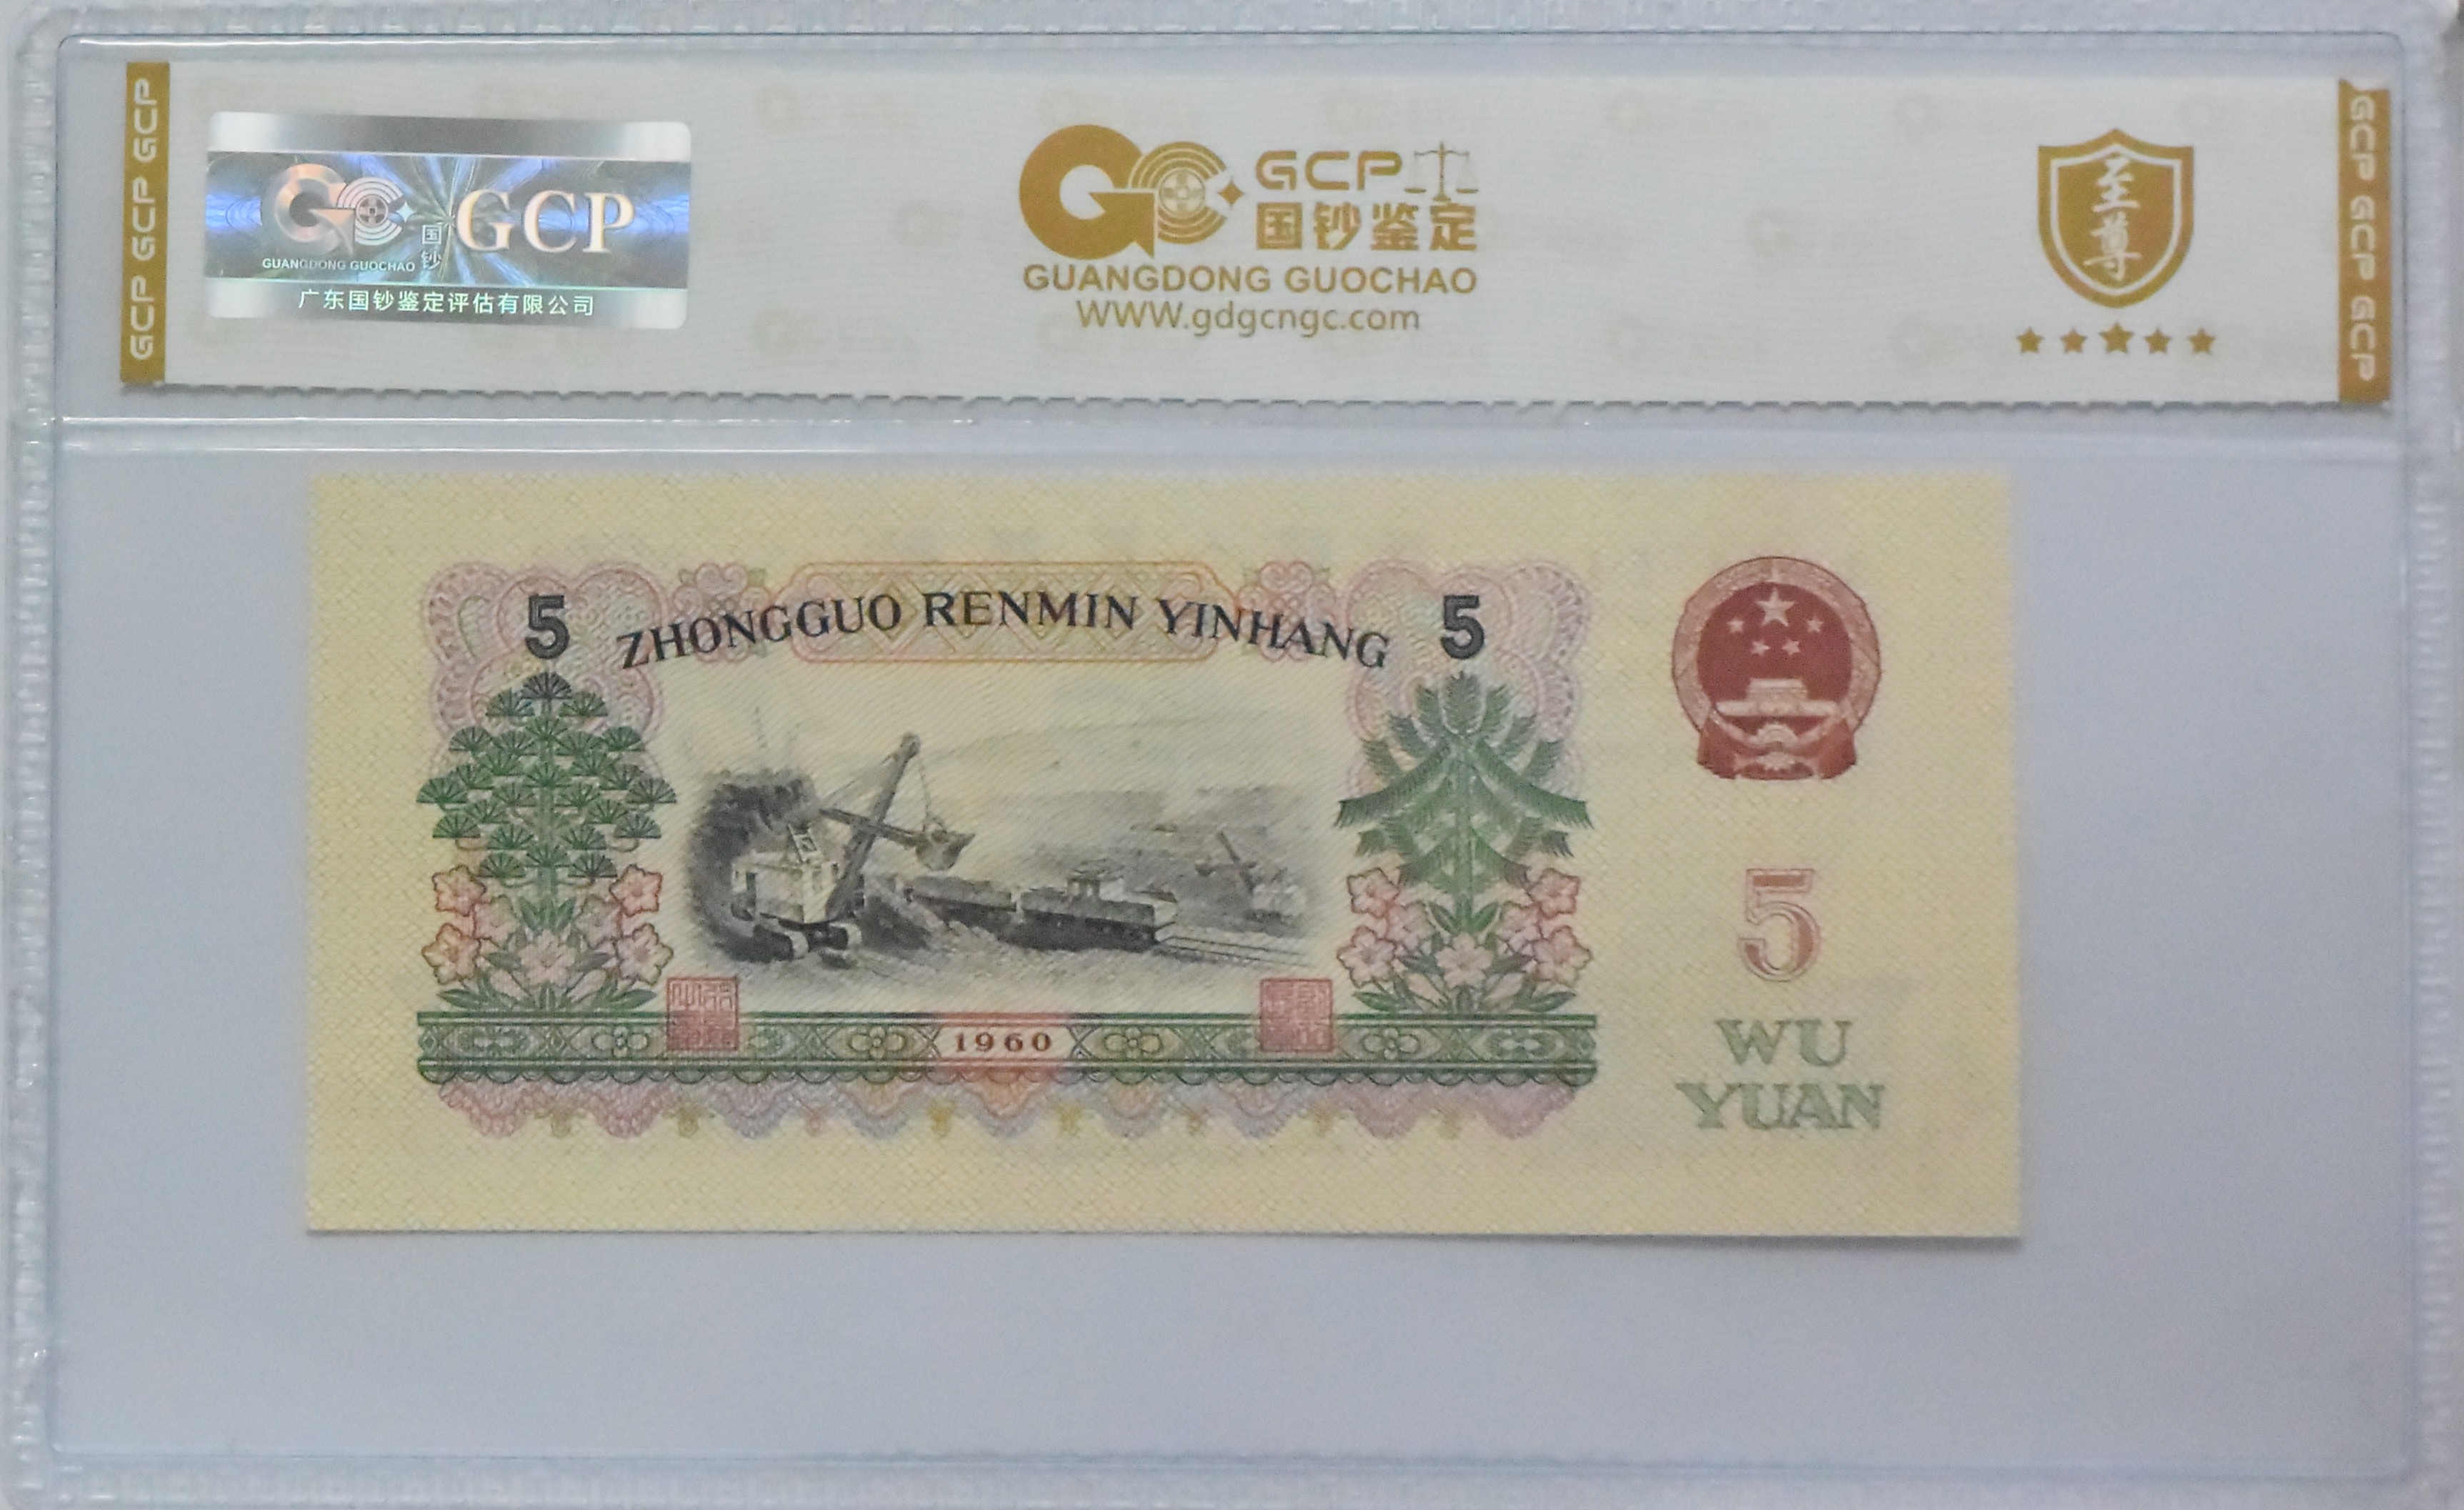 GCP GCP GCP
GCP
国钞
GUANGDONG GUOCHAO
广东国钞鉴定评估有限公司
GCP
国钞鉴定
GUANGDONG GUOCHAO
WWW.gdgcngc.com
至尊
GCP GCP GCP
5
ZHONGGUO RENMIN YINHANG
5
1960
5
WU
YUAN